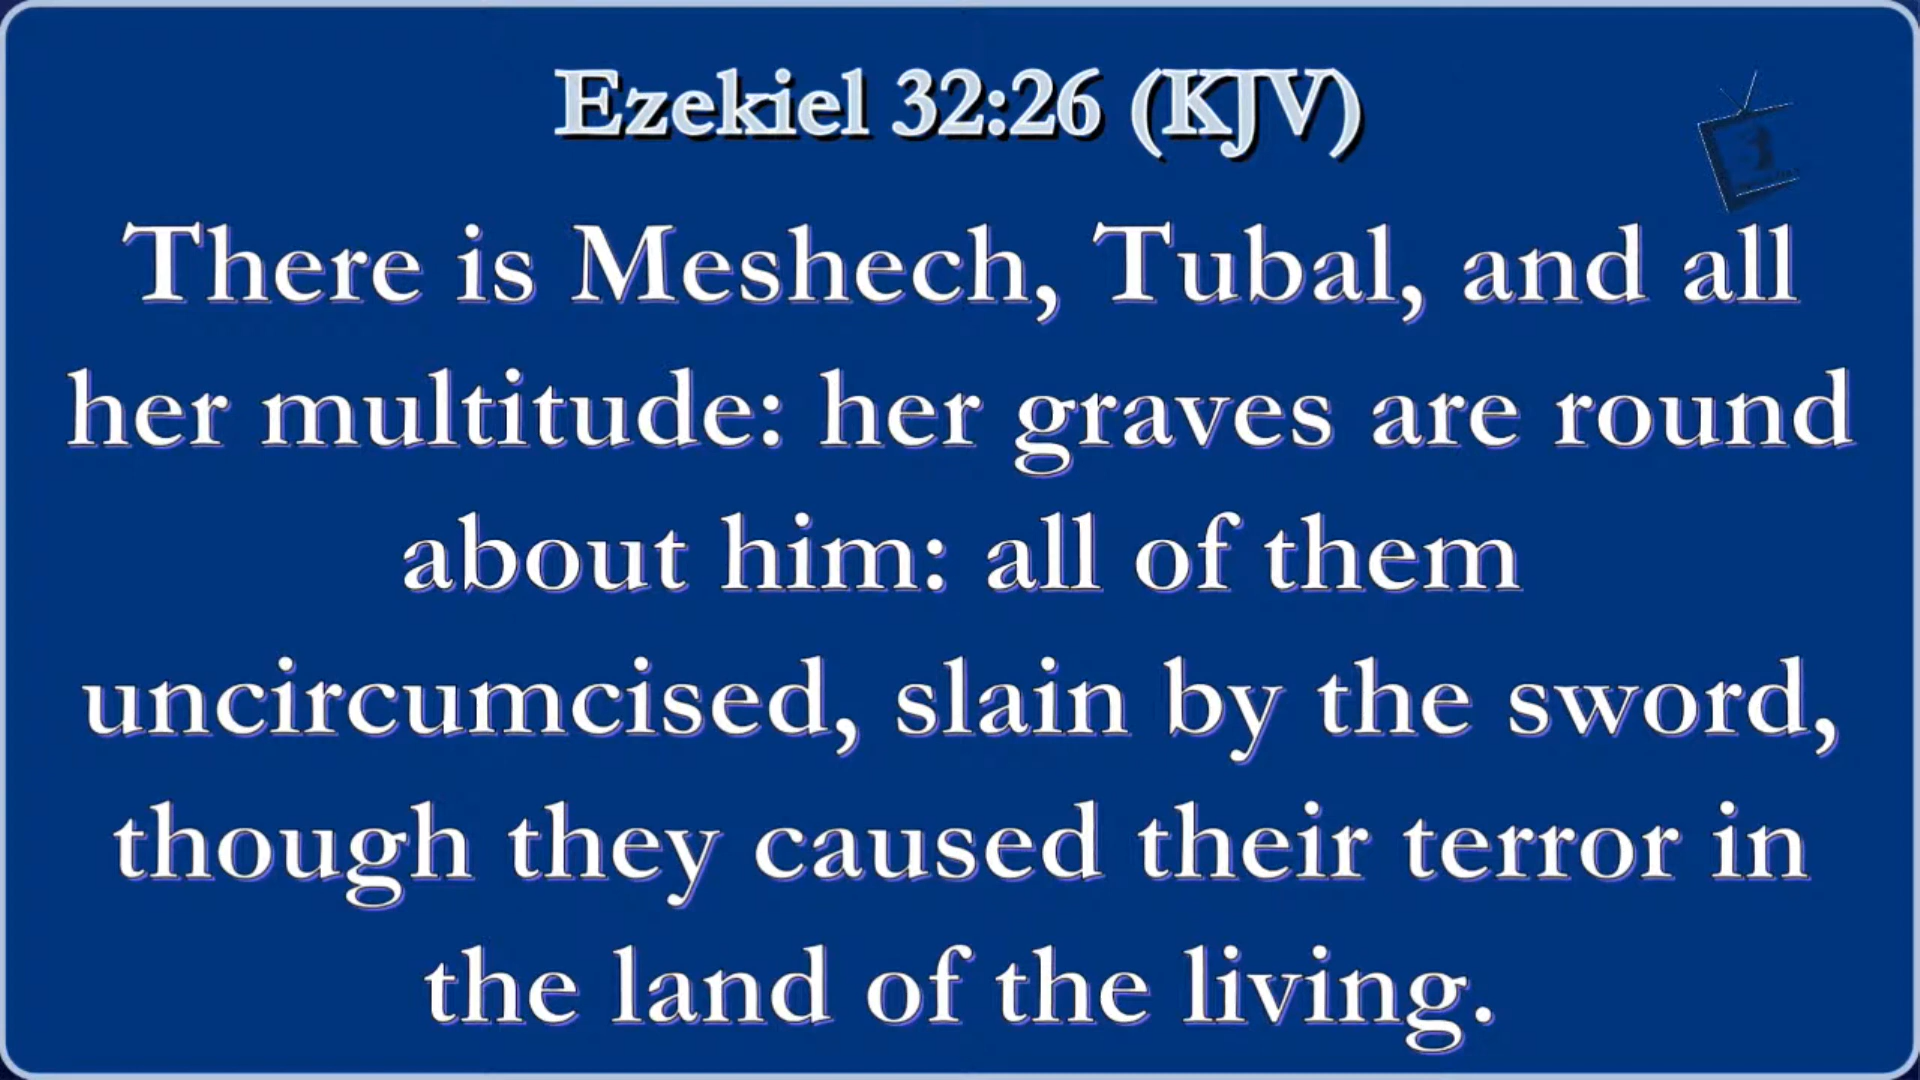 Ezekiel 32:26 (KJV)
There is Meshech, Tubal, and all
her multitude: her graves are round
about him: all of them
uncircumcised, slain by the sword,
though they caused their terror in
the land of the living.